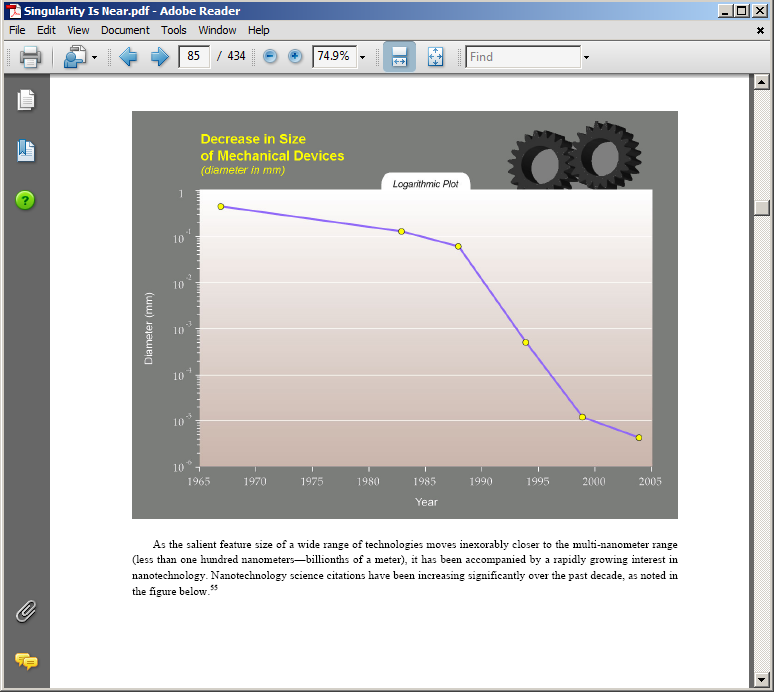 Singularity Is Near.pdf - Adobe Reader
File Edit View Document Tools Window Help
85 / 434 74.9% Find
Decrease in Size
of Mechanical Devices
(diameter in mm)
Logarithmic Plot
1
10⁻¹
10⁻²
10⁻³
10⁻⁴
10⁻⁵
10⁻⁶
Diameter (mm)
1965 1970 1975 1980 1985 1990 1995 2000 2005
Year
As the salient feature size of a wide range of technologies moves inexorably closer to the multi-nanometer range
(less than one hundred nanometers—billionths of a meter), it has been accompanied by a rapidly growing interest in
nanotechnology. Nanotechnology science citations have been increasing significantly over the past decade, as noted in
the figure below.⁵⁵